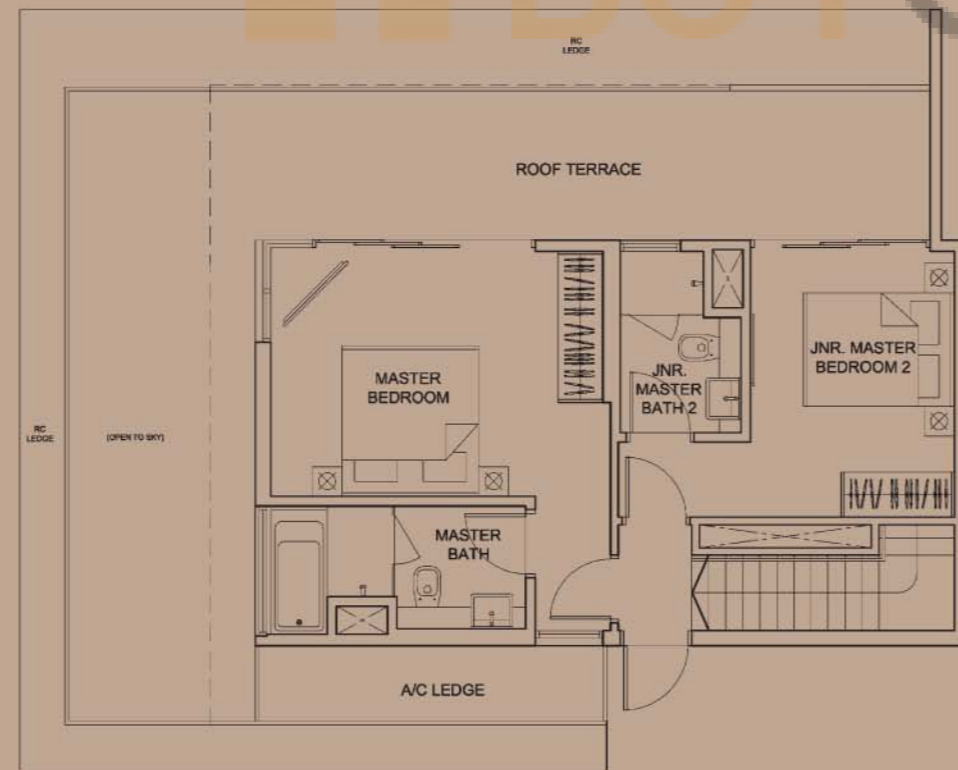 RC
LEDGE
ROOF TERRACE
MASTER
BEDROOM
JNR.
MASTER
BATH 2
JNR. MASTER
BEDROOM 2
RC
LEDGE
(OPEN TO SKY)
MASTER
BATH
A/C LEDGE